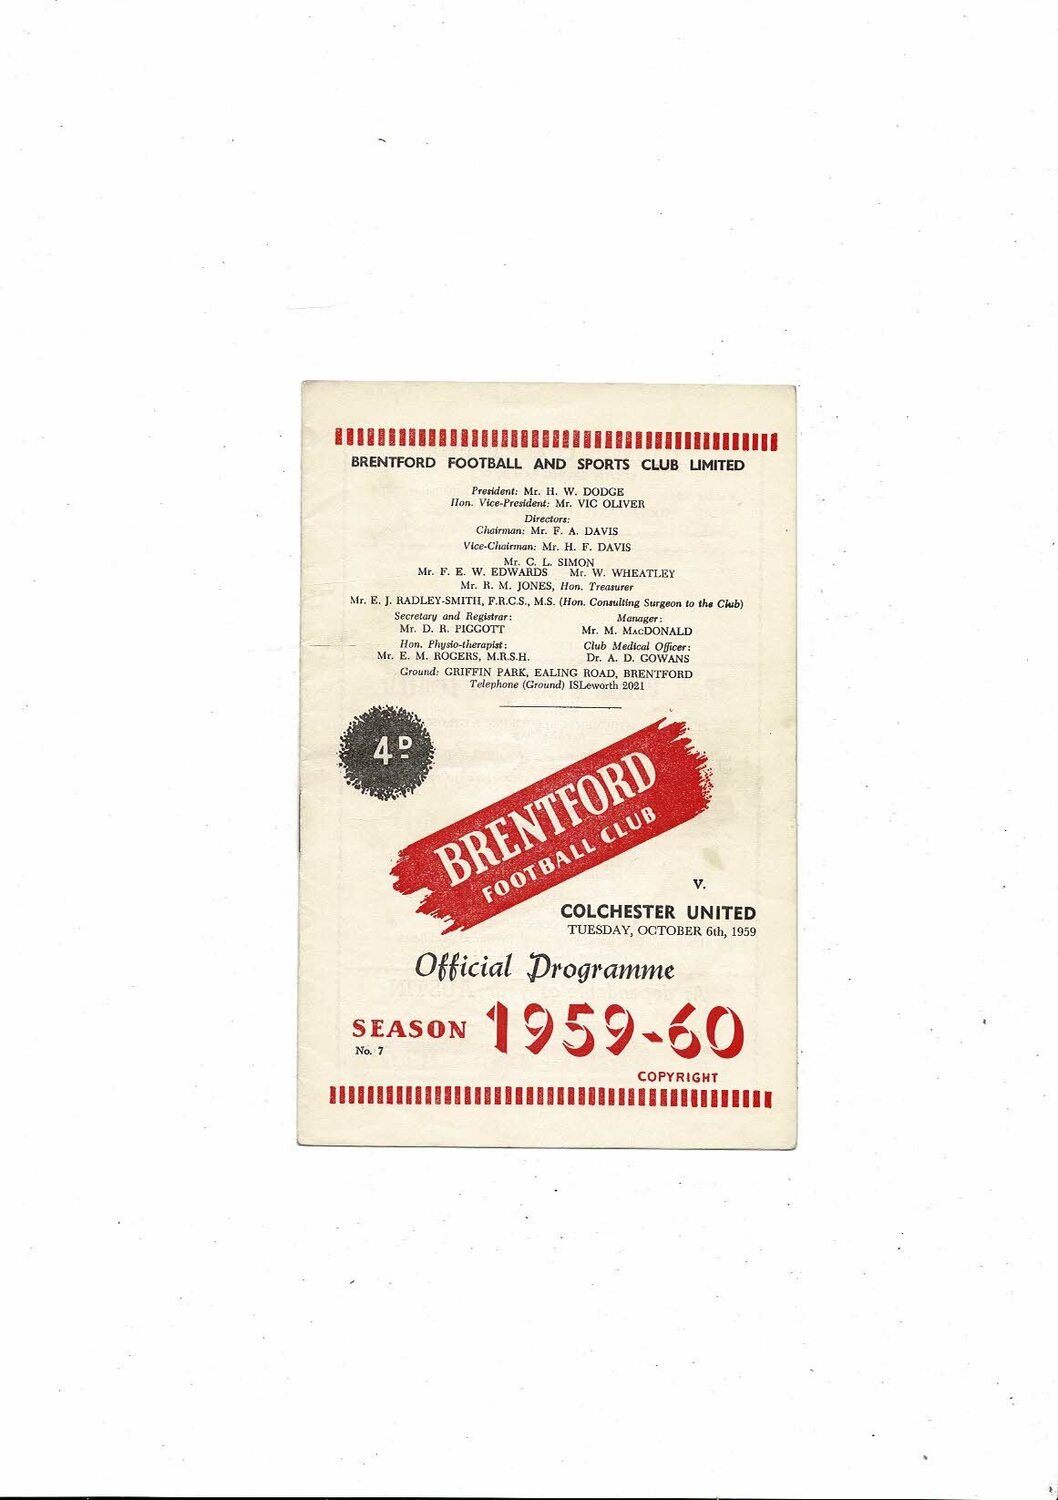 BRENTFORD FOOTBALL AND SPORTS CLUB LIMITED
President: Mr. H. W. DODGE
Hon. Vice-President: Mr. VIC OLIVER
Directors:
Chairman: Mr. F. A. DAVIS
Vice-Chairman: Mr. H. F. DAVIS
Mr. C. L. SIMON
Mr. F. E. W. EDWARDS Mr. W. WHEATLEY
Mr. R. M. JONES, Hon. Treasurer
Mr. E. J. RADLEY-SMITH, F.R.C.S., M.S. (Hon. Consulting Surgeon to the Club)
Secretary and Registrar: Manager:
Mr. D. R. PIGGOTT Mr. M. MacDONALD
Hon. Physio-therapist: Club Medical Officer:
Mr. E. M. ROGERS, M.R.S.H. Dr. A. D. GOWANS
Ground: GRIFFIN PARK, EALING ROAD, BRENTFORD
Telephone (Ground) ISLeworth 2021
4D
BRENTFORD
FOOTBALL CLUB
V.
COLCHESTER UNITED
TUESDAY, OCTOBER 6th, 1959
Official Programme
SEASON 1959-60
No. 7
COPYRIGHT